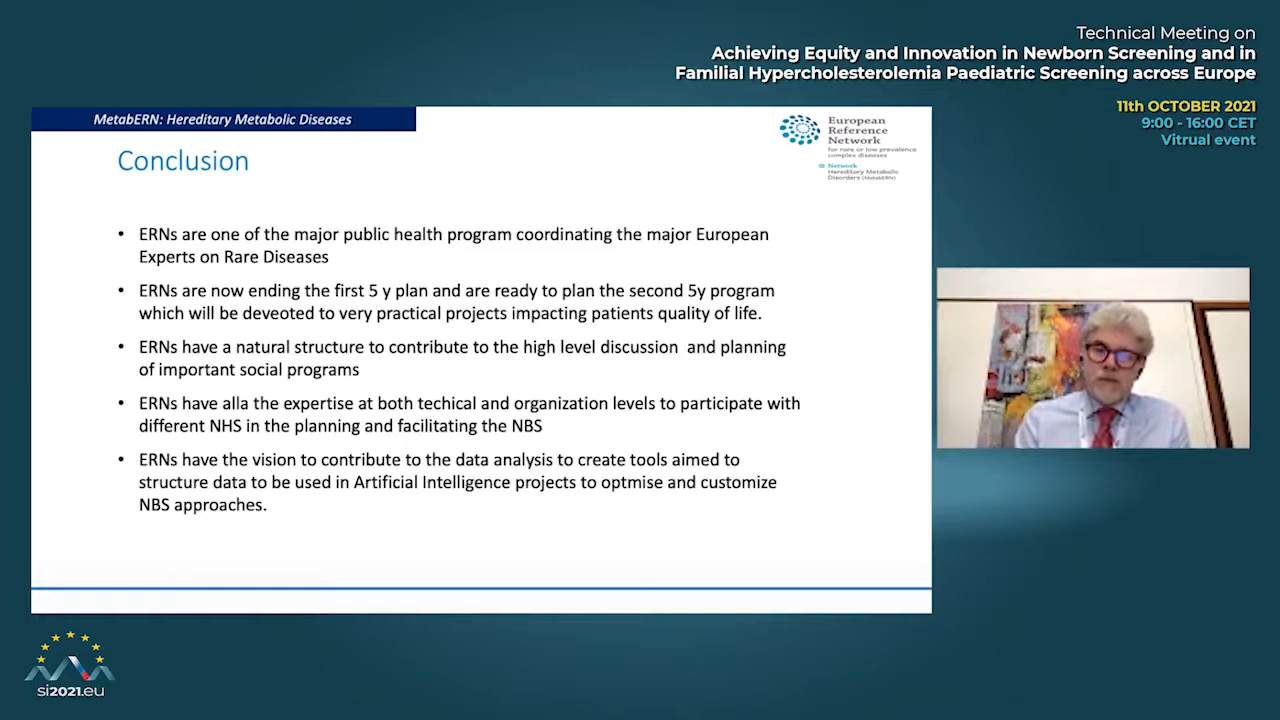 Technical Meeting on
Achieving Equity and Innovation in Newborn Screening and in
Familial Hypercholesterolemia Paediatric Screening across Europe
11th OCTOBER 2021
9:00 - 16:00 CET
Vitrual event
MetabERN: Hereditary Metabolic Diseases
European
Reference
Network
for rare or low prevalence
complex diseases
Network
Hereditary Metabolic
Disorders (MetabERN)
Conclusion
• ERNs are one of the major public health program coordinating the major European
Experts on Rare Diseases
• ERNs are now ending the first 5 y plan and are ready to plan the second 5y program
which will be deveoted to very practical projects impacting patients quality of life.
• ERNs have a natural structure to contribute to the high level discussion and planning
of important social programs
• ERNs have alla the expertise at both techical and organization levels to participate with
different NHS in the planning and facilitating the NBS
• ERNs have the vision to contribute to the data analysis to create tools aimed to
structure data to be used in Artificial Intelligence projects to optmise and customize
NBS approaches.
si2021.eu